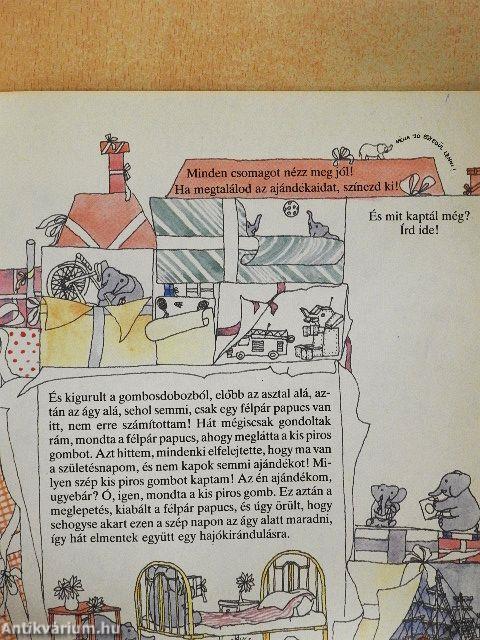 NÉHA JÓ EGYEDÜL LENNI!
Minden csomagot nézz meg jól!
Ha megtalálod az ajándékaidat, színezd ki!
És mit kaptál még?
Írd ide!
És kigurult a gombosdobozból, előbb az asztal alá, az-
tán az ágy alá, sehol semmi, csak egy félpár papucs van
itt, nem erre számítottam! Hát mégiscsak gondoltak
rám, mondta a félpár papucs, ahogy meglátta a kis piros
gombot. Azt hittem, mindenki elfelejtette, hogy ma van
a születésnapom, és nem kapok semmi ajándékot! Mi-
lyen szép kis piros gombot kaptam! Az én ajándékom,
ugyebár? Ó, igen, mondta a kis piros gomb. Ez aztán a
meglepetés, kiabált a félpár papucs, és úgy örült, hogy
sehogyse akart ezen a szép napon az ágy alatt maradni,
így hát elmentek együtt egy hajókirándulásra.
Antikvárium.hu